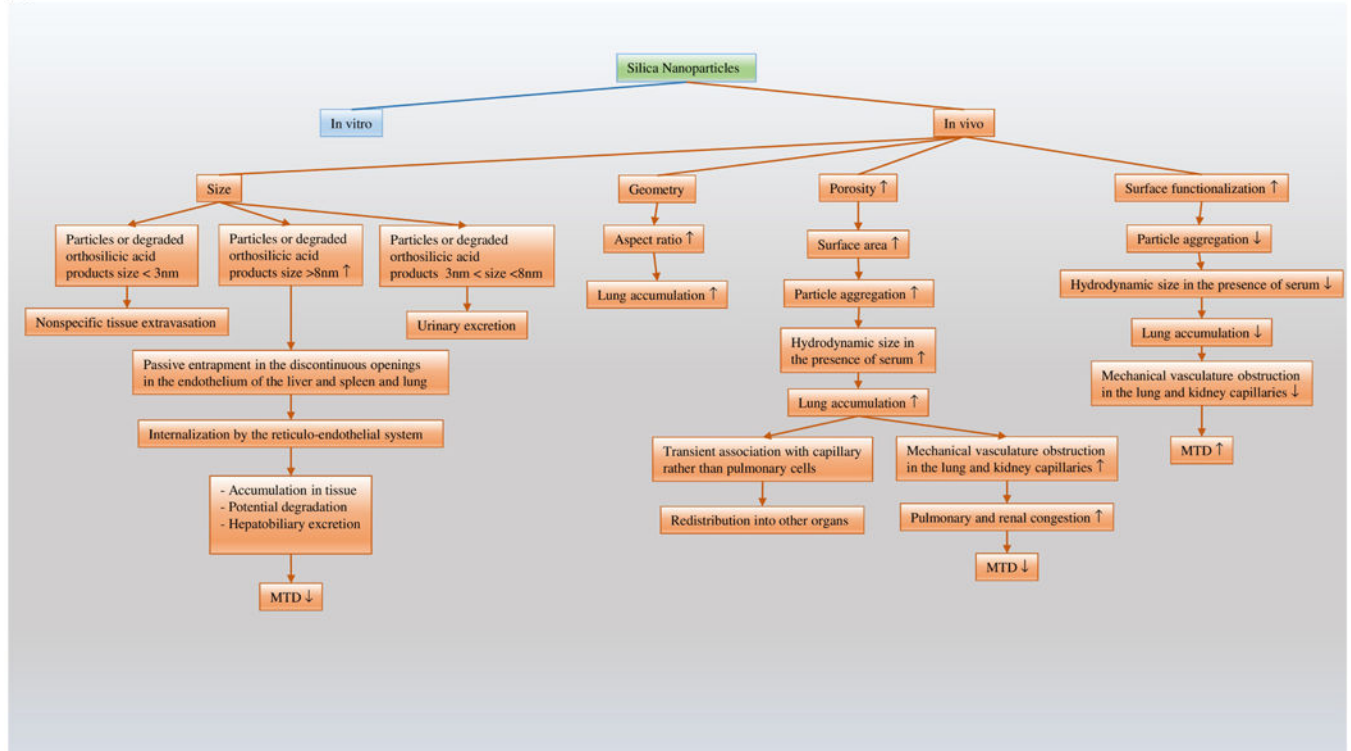 Silica Nanoparticles
In vitro
In vivo
Size
Geometry
Porosity ↑
Surface functionalization ↑
Particles or degraded
orthosilicic acid
products size < 3nm
Particles or degraded
orthosilicic acid
products size >8nm ↑
Particles or degraded
orthosilicic acid
products 3nm < size <8nm
Nonspecific tissue extravasation
Urinary excretion
Passive entrapment in the discontinuous openings
in the endothelium of the liver and spleen and lung
Internalization by the reticulo-endothelial system
- Accumulation in tissue
- Potential degradation
- Hepatobiliary excretion
MTD ↓
Aspect ratio ↑
Lung accumulation ↑
Surface area ↑
Particle aggregation ↑
Hydrodynamic size in
the presence of serum ↑
Lung accumulation ↑
Transient association with capillary
rather than pulmonary cells
Redistribution into other organs
Mechanical vasculature obstruction
in the lung and kidney capillaries ↑
Pulmonary and renal congestion ↑
MTD ↓
Particle aggregation ↓
Hydrodynamic size in the presence of serum ↓
Lung accumulation ↓
Mechanical vasculature obstruction
in the lung and kidney capillaries ↓
MTD ↑